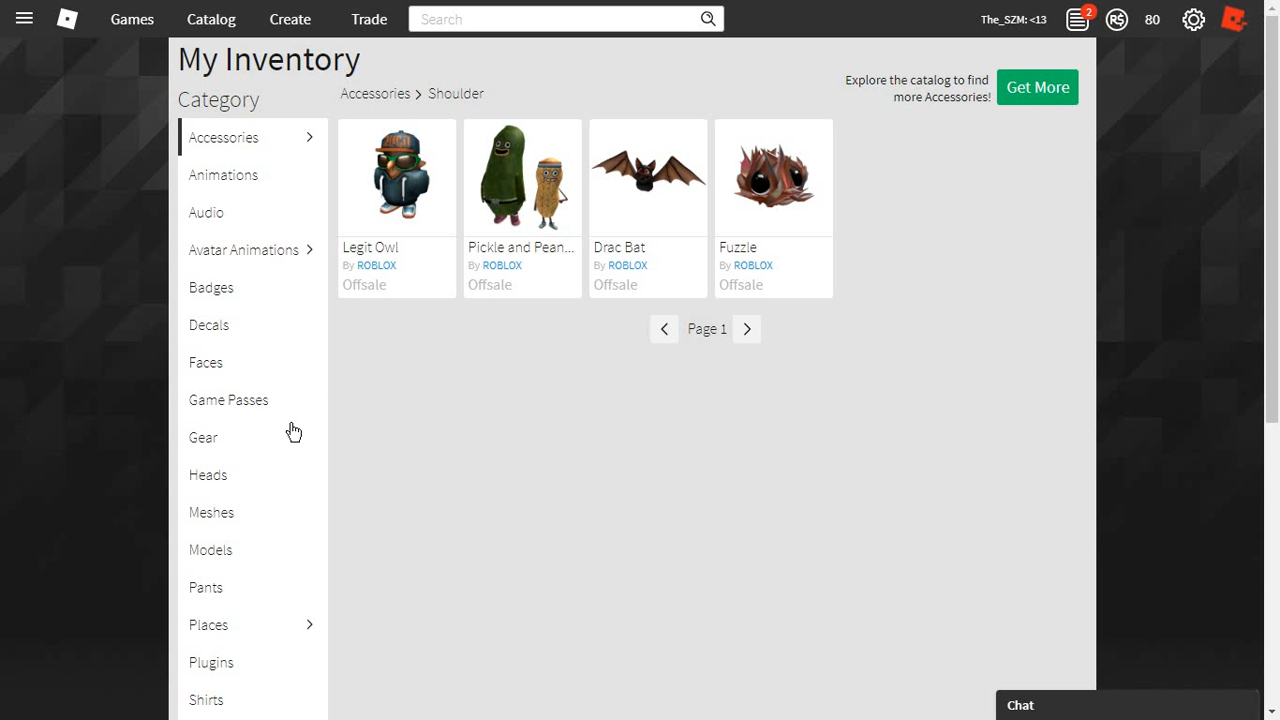 Games Catalog Create Trade Search The_SZM: <13 2 R$ 80
My Inventory
Category
Accessories > Shoulder
Explore the catalog to find
more Accessories!
Get More
Accessories
Animations
Audio
Avatar Animations
Badges
Decals
Faces
Game Passes
Gear
Heads
Meshes
Models
Pants
Places
Plugins
Shirts
Legit Owl
By ROBLOX
Offsale
Pickle and Pean...
By ROBLOX
Offsale
Drac Bat
By ROBLOX
Offsale
Fuzzle
By ROBLOX
Offsale
Page 1
Chat